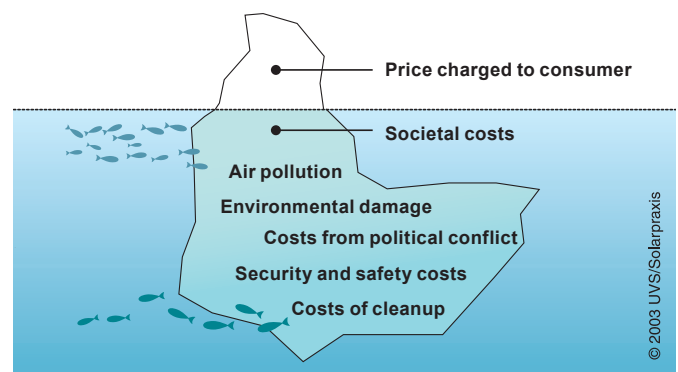 Price charged to consumer
Societal costs
Air pollution
Environmental damage
Costs from political conflict
Security and safety costs
Costs of cleanup
© 2003 UVS/Solarpraxis